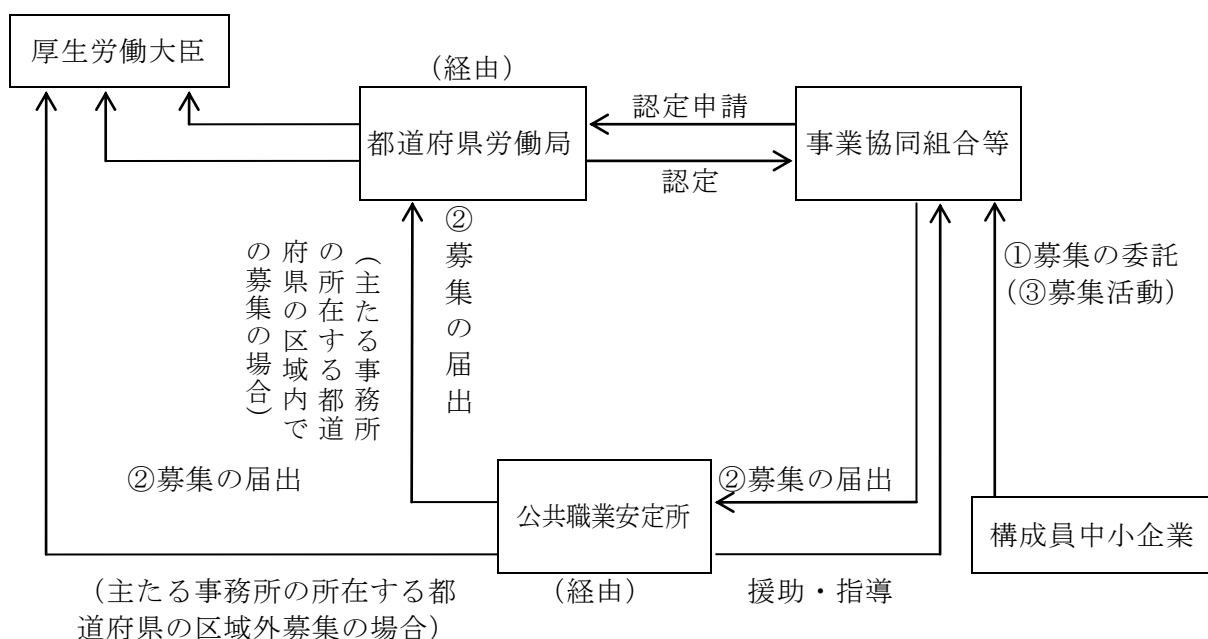 厚生労働大臣
（経由）
都道府県労働局
認定申請
認定
事業協同組合等
①募集の委託
（③募集活動）
②募集の届出
（主たる事務所
の所在する都道
府県の区域内で
の募集の場合）
②募集の届出
②募集の届出
公共職業安定所
（経由）
構成員中小企業
（主たる事務所の所在する都
道府県の区域外募集の場合）
援助・指導